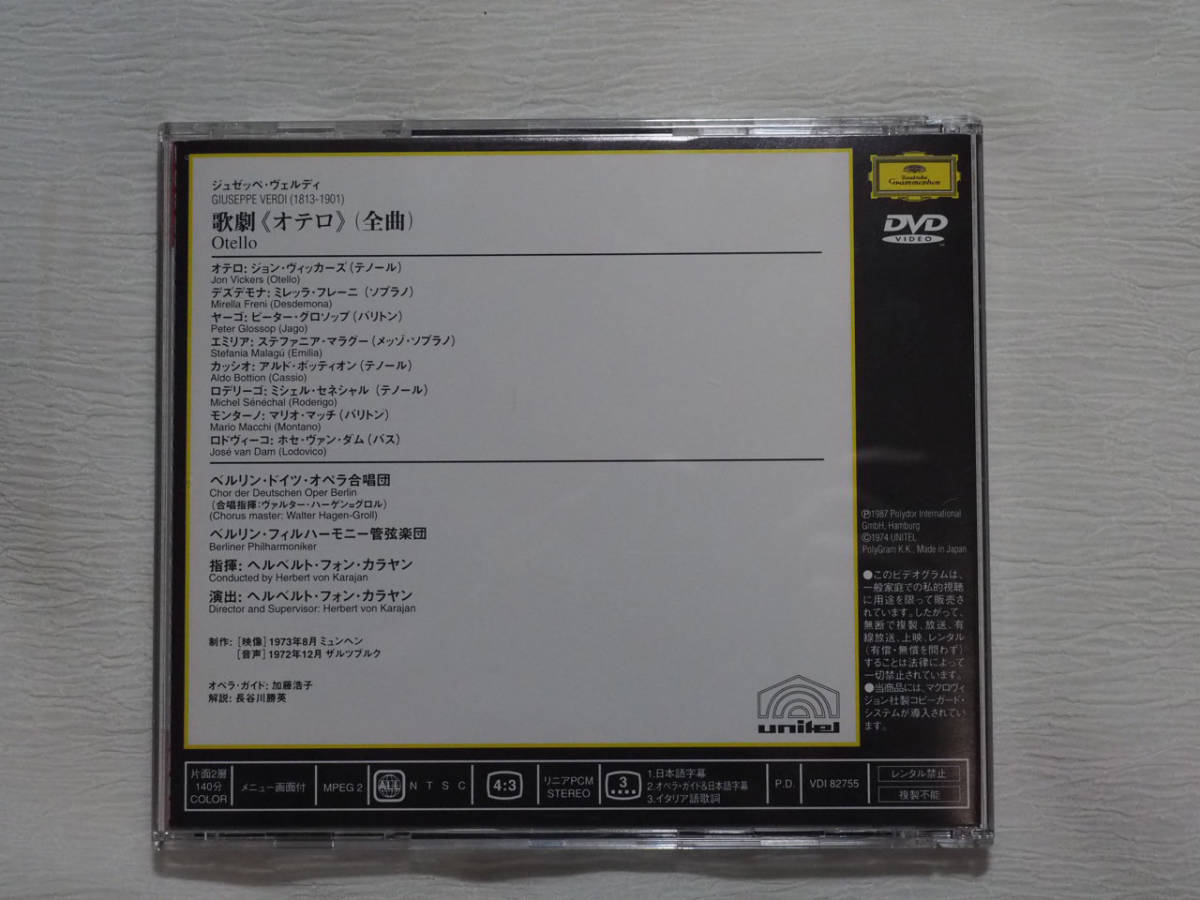 ジュゼッペ・ヴェルディ
GIUSEPPE VERDI (1813-1901)
歌劇《オテロ》(全曲)
Otello
オテロ: ジョン・ヴィッカーズ (テノール)
Jon Vickers (Otello)
デズデモナ: ミレッラ・フレーニ (ソプラノ)
Mirella Freni (Desdemona)
ヤーゴ: ピーター・グロソップ (バリトン)
Peter Glossop (Jago)
エミリア: ステファニア・マラグー (メッゾ・ソプラノ)
Stefania Malagú (Emilia)
カッシオ: アルド・ボッティオン (テノール)
Aldo Bottion (Cassio)
ロデリーゴ: ミシェル・セネシャル (テノール)
Michel Sénéchal (Roderigo)
モンターノ: マリオ・マッチ (バリトン)
Mario Macchi (Montano)
ロドヴィーコ: ホセ・ヴァン・ダム (バス)
José van Dam (Lodovico)
ベルリン・ドイツ・オペラ合唱団
Chor der Deutschen Oper Berlin
(合唱指揮:ヴァルター・ハーゲン=グロル)
(Chorus master: Walter Hagen-Groll)
ベルリン・フィルハーモニー管弦楽団
Berliner Philharmoniker
指揮: ヘルベルト・フォン・カラヤン
Conducted by Herbert von Karajan
演出: ヘルベルト・フォン・カラヤン
Director and Supervisor: Herbert von Karajan
制作: [映像] 1973年8月 ミュンヘン
[音声] 1972年12月 ザルツブルク
オペラ・ガイド: 加藤浩子
解説: 長谷川勝英
unitel
Deutsche
Grammophon
DVD
VIDEO
℗1987 Polydor International
GmbH, Hamburg
©1974 UNITEL
PolyGram K.K., Made in Japan
●このビデオグラムは、
一般家庭での私的視聴
に用途を限って販売さ
れています。したがって、
無断で複製、放送、有
線放送、上映、レンタル
(有償・無償を問わず)
することは法律によって
一切禁止されています。
●当商品には、マクロヴィ
ジョン社製コピーガード・
システムが導入されてい
ます。
片面2層
140分
COLOR
メニュー画面付
MPEG 2
ALL
NTSC
4:3
リニアPCM
STEREO
3
1.日本語字幕
2.オペラ・ガイド&日本語字幕
3.イタリア語歌詞
P.D.
VDI 82755
レンタル禁止
複製不能